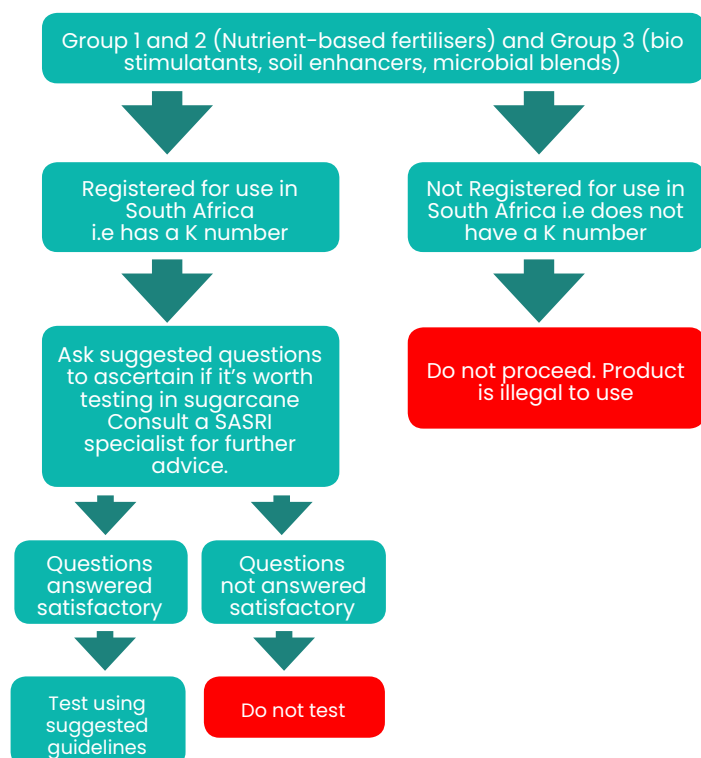 Group 1 and 2 (Nutrient-based fertilisers) and Group 3 (bio
stimulatants, soil enhancers, microbial blends)
Registered for use in
South Africa
i.e has a K number
Not Registered for use in
South Africa i.e does not
have a K number
Ask suggested questions
to ascertain if it's worth
testing in sugarcane
Consult a SASRI
specialist for further
advice.
Do not proceed. Product
is illegal to use
Questions
answered
satisfactory
Questions
not answered
satisfactory
Test using
suggested
guidelines
Do not test